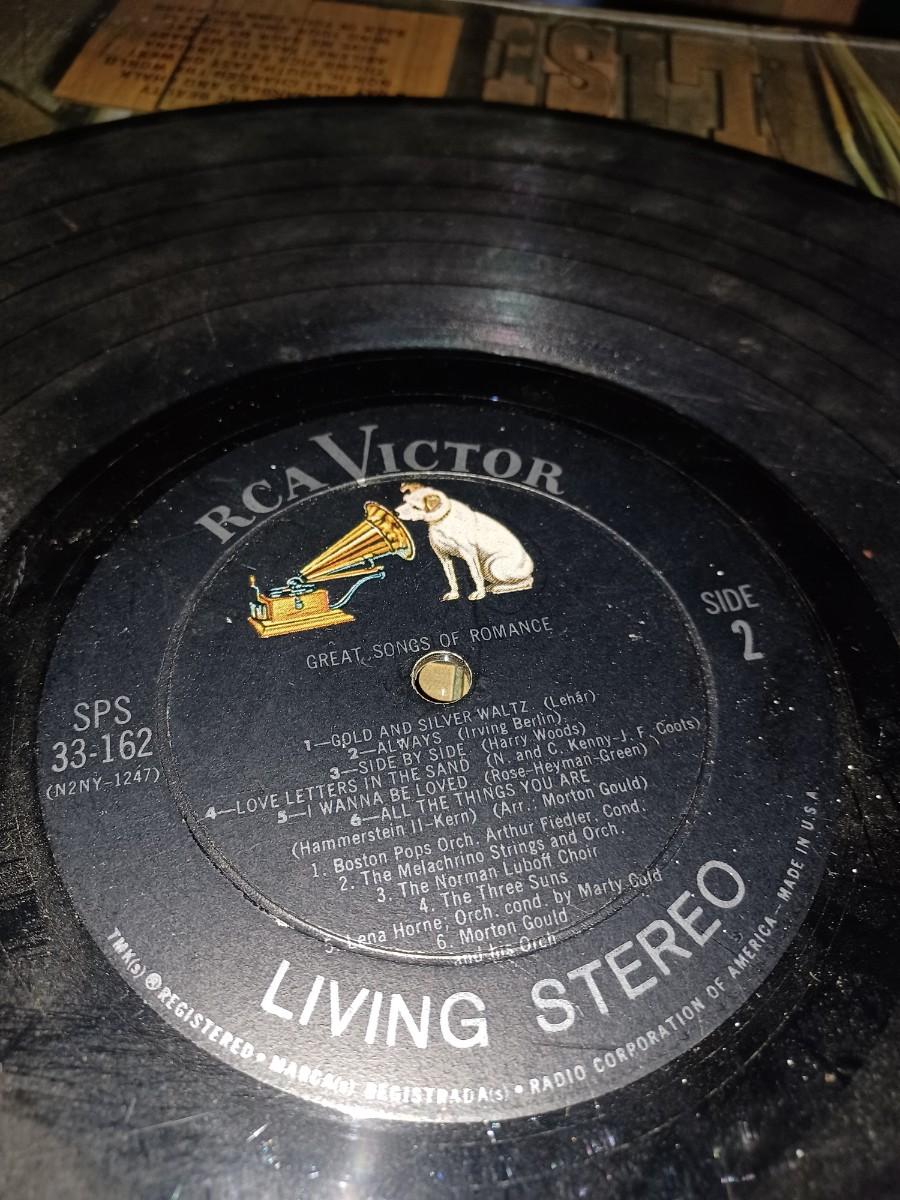 RCA VICTOR
GREAT SONGS OF ROMANCE
SIDE
2
SPS
33-162
(N2NY-1247)
1—GOLD AND SILVER WALTZ (Lehár)
2—ALWAYS (Irving Berlin)
3—SIDE BY SIDE (Harry Woods)
4—LOVE LETTERS IN THE SAND (N. and C. Kenny-J. F. Coots)
5—I WANNA BE LOVED (Rose-Heyman-Green)
6—ALL THE THINGS YOU ARE
(Hammerstein II-Kern) (Arr.: Morton Gould)
1. Boston Pops Orch. Arthur Fiedler, Cond.
2. The Melachrino Strings and Orch.
3. The Norman Luboff Choir
4. The Three Suns
5. Lena Horne; Orch. cond. by Marty Gold
6. Morton Gould
and his Orch.
LIVING STEREO
TMK(s) ® REGISTERED • MARCA(s) REGISTRADA(s) • RADIO CORPORATION OF AMERICA - MADE IN U.S.A.